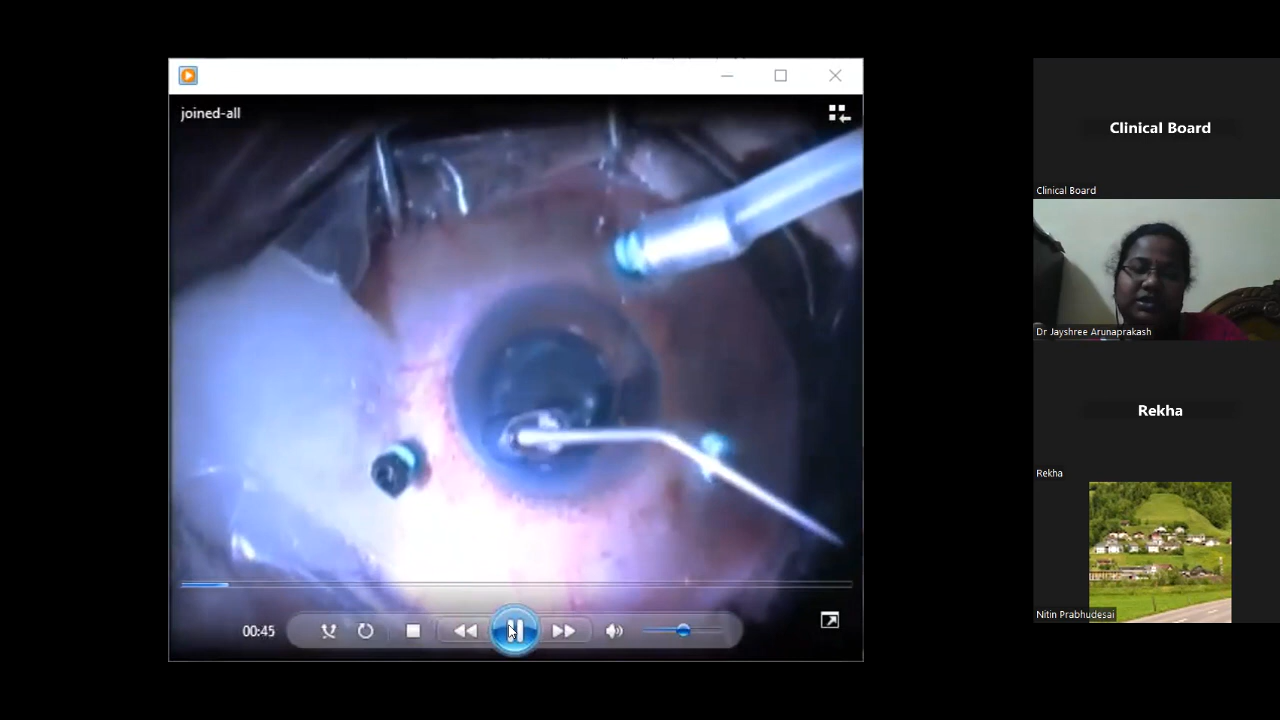 joined-all
00:45
Clinical Board
Clinical Board
Dr Jayshree Arunaprakash
Rekha
Rekha
Nitin Prabhudesai